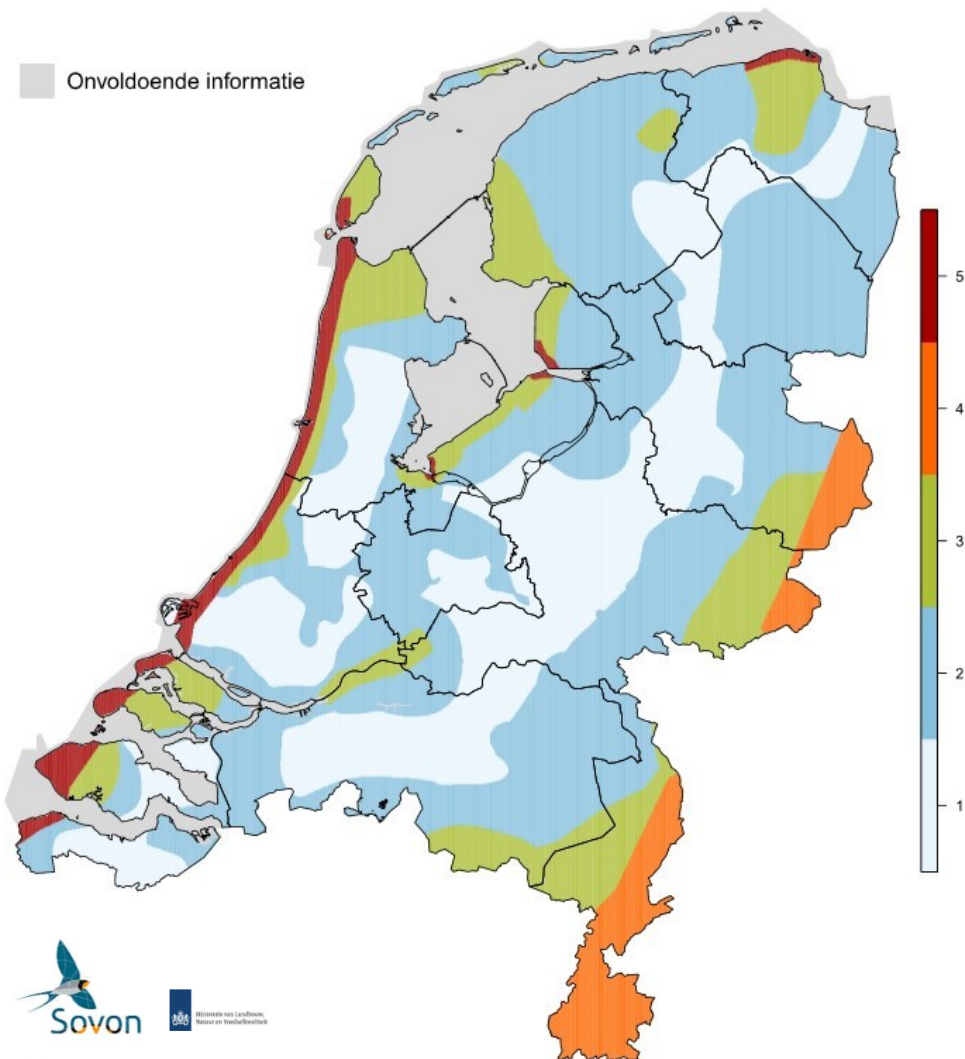 Onvoldoende informatie
5
4
3
2
1
Sovon
Ministerie van Landbouw,
Natuur en Voedselkwaliteit